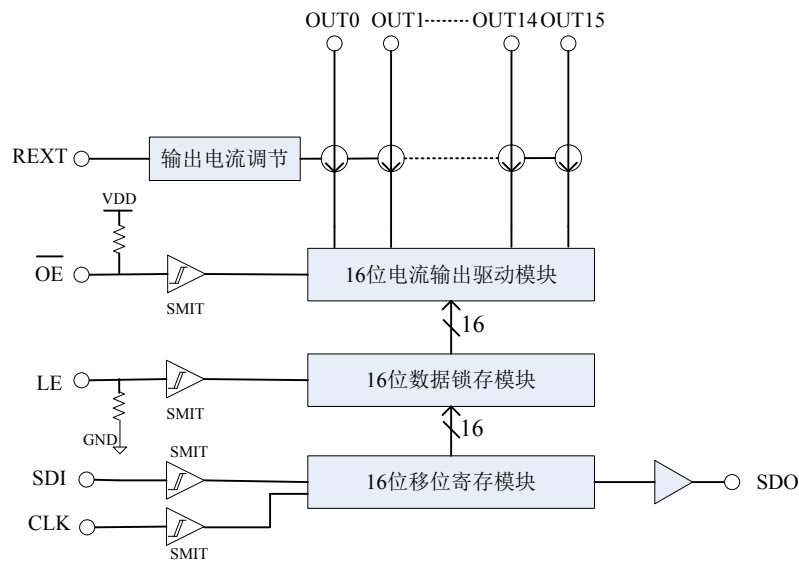 OUT0 OUT1 OUT14 OUT15
REXT
输出电流调节
VDD
OE
SMIT
16位电流输出驱动模块
16
LE
SMIT
16位数据锁存模块
GND
16
SDI
SMIT
16位移位寄存模块
SDO
CLK
SMIT